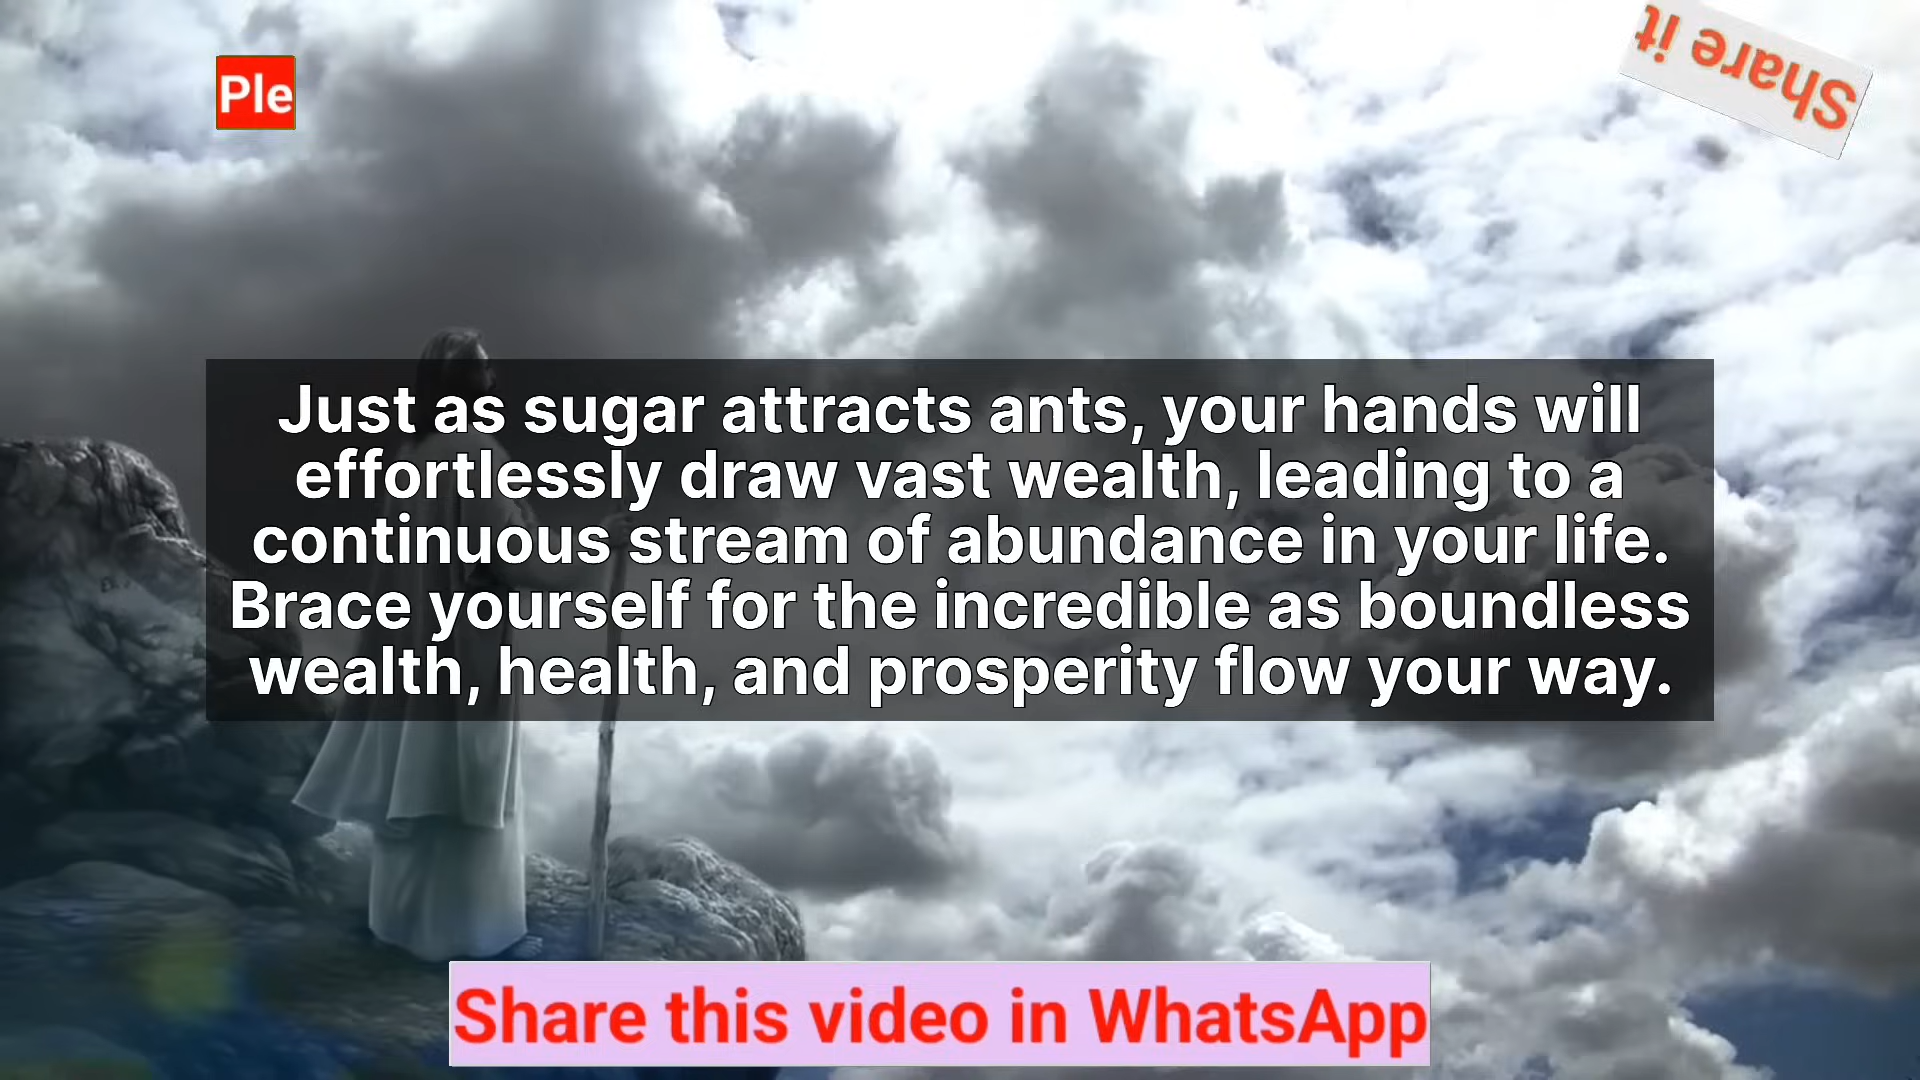 Ple
Share it
Just as sugar attracts ants, your hands will
effortlessly draw vast wealth, leading to a
continuous stream of abundance in your life.
Brace yourself for the incredible as boundless
wealth, health, and prosperity flow your way.
Share this video in WhatsApp